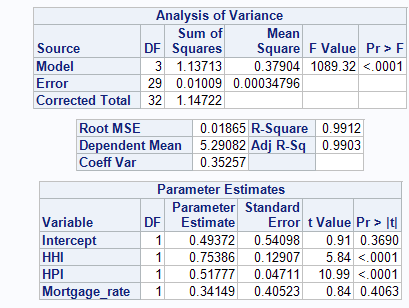 Analysis of Variance
Sum of Mean
Source DF Squares Square F Value Pr > F
Model 3 1.13713 0.37904 1089.32 <.0001
Error 29 0.01009 0.00034796
Corrected Total 32 1.14722
Root MSE 0.01865 R-Square 0.9912
Dependent Mean 5.29082 Adj R-Sq 0.9903
Coeff Var 0.35257
Parameter Estimates
Parameter Standard
Variable DF Estimate Error t Value Pr > |t|
Intercept 1 0.49372 0.54098 0.91 0.3690
HHI 1 0.75386 0.12907 5.84 <.0001
HPI 1 0.51777 0.04711 10.99 <.0001
Mortgage_rate 1 0.34149 0.40523 0.84 0.4063